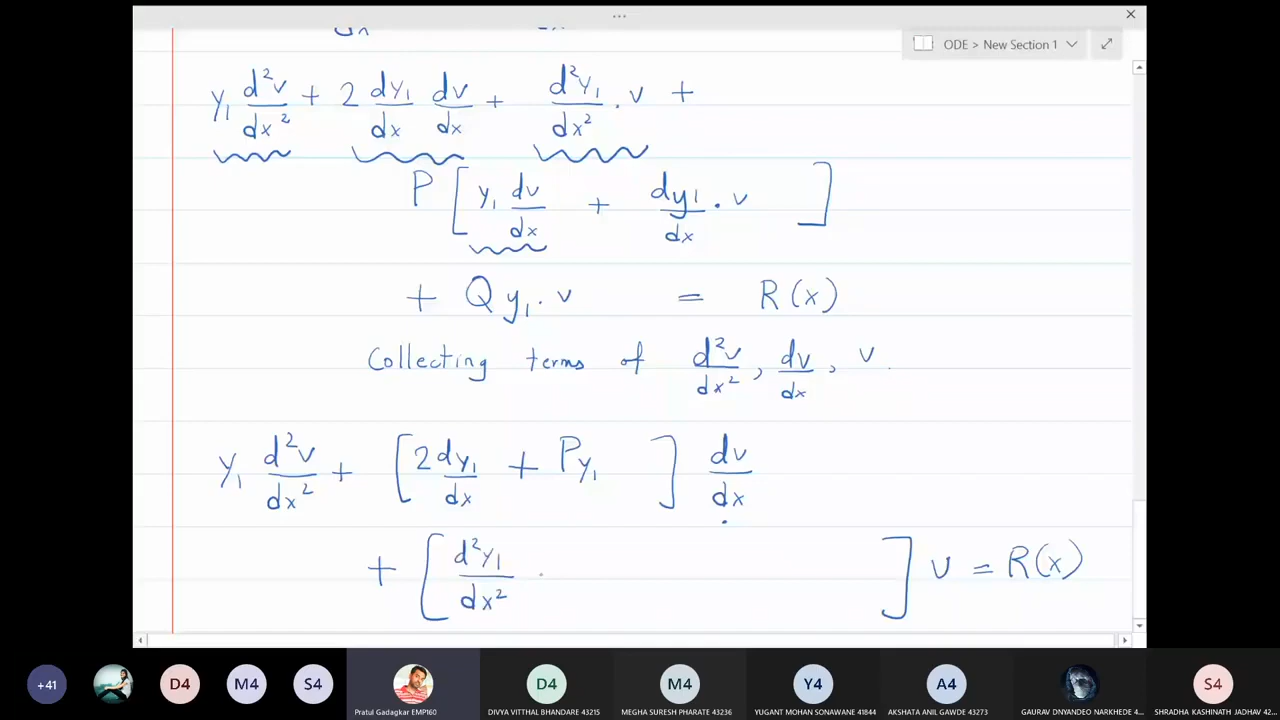 ODE > New Section 1
y₁ d²v/dx² + 2 dy₁/dx dv/dx + d²y₁/dx² . v +
P [ y₁ dv/dx + dy₁/dx . v ]
+ Q y₁ . v = R(x)
Collecting terms of d²v/dx² , dv/dx , v .
y₁ d²v/dx² + [ 2 dy₁/dx + P y₁ ] dv/dx
+ [ d²y₁/dx² ] v = R(x)
+41 D4 M4 S4 D4 M4 Y4 A4 S4
Pratul Gadagkar EMP160 DIVYA VITTHAL BHANDARE 43215 MEGHA SURESH PHARATE 43236 YUGANT MOHAN SONAWANE 41844 AKSHATA ANIL GAWDE 43273 GAURAV DNYANDEO NARKHEDE 4... SHRADHA KASHINATH JADHAV 42...